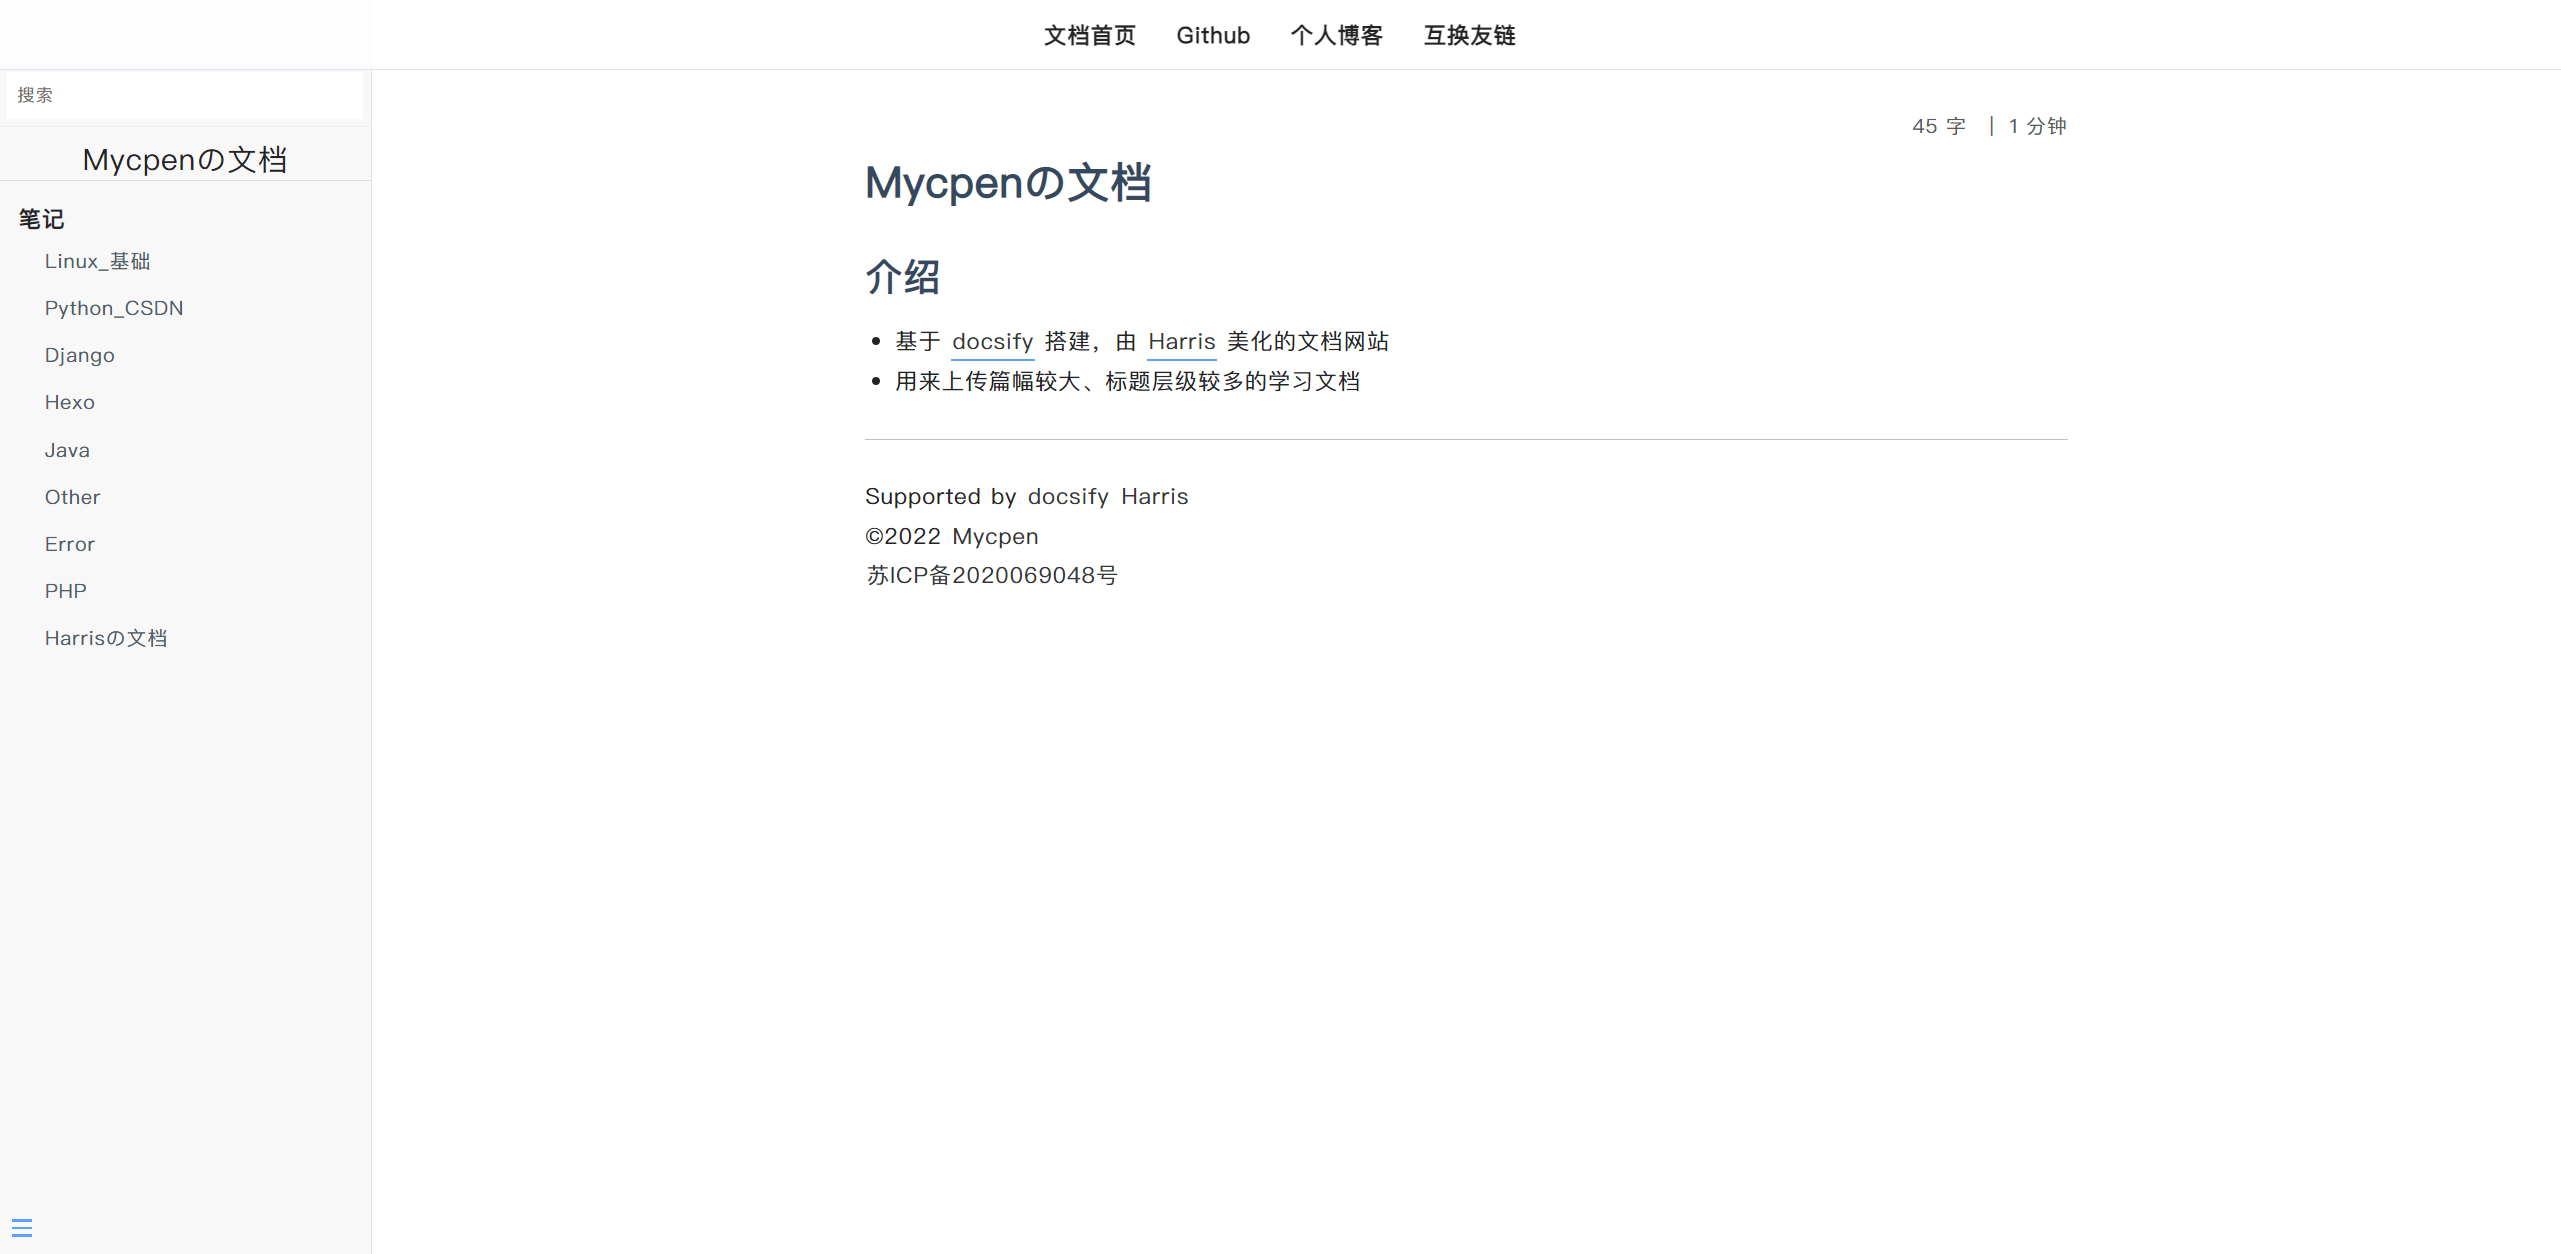 文档首页 Github 个人博客 互换友链
搜索
Mycpenの文档
笔记
Linux_基础
Python_CSDN
Django
Hexo
Java
Other
Error
PHP
Harrisの文档
45 字 | 1 分钟
Mycpenの文档
介绍
基于 docsify 搭建，由 Harris 美化的文档网站
用来上传篇幅较大、标题层级较多的学习文档
Supported by docsify Harris
©2022 Mycpen
苏ICP备2020069048号